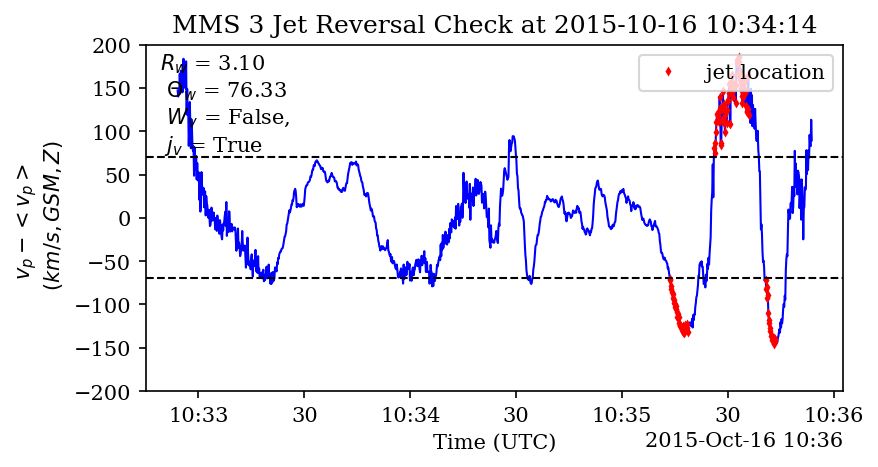 MMS 3 Jet Reversal Check at 2015-10-16 10:34:14
R_w = 3.10
Θ_w = 76.33
W_v = False,
j_v = True
jet location
200
150
100
50
0
−50
−100
−150
−200
v_p − < v_p >
(km/s, GSM, Z)
10:33 30 10:34 30 10:35 30 10:36
Time (UTC)
2015-Oct-16 10:36